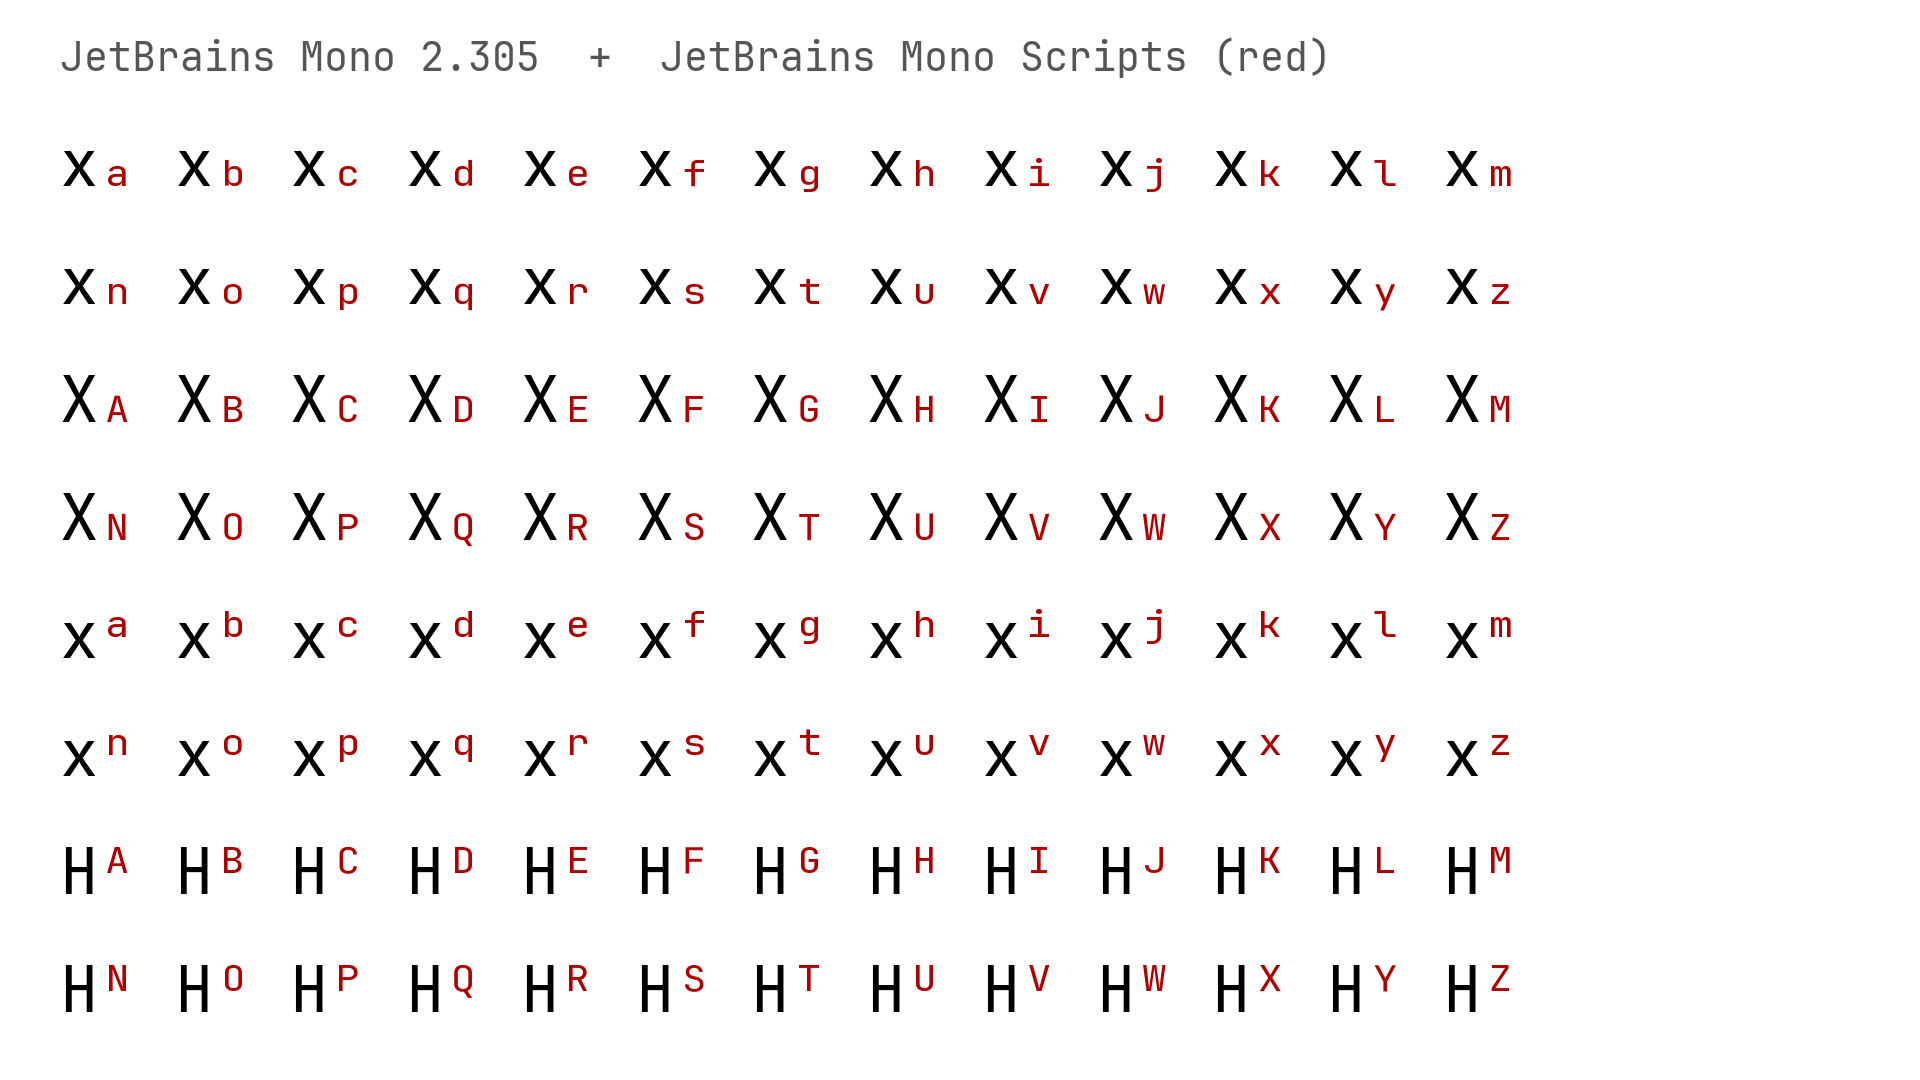 JetBrains Mono 2.305  +  JetBrains Mono Scripts (red)
xa xb xc xd xe xf xg xh xi xj xk xl xm
xn xo xp xq xr xs xt xu xv xw xx xy xz
XA XB XC XD XE XF XG XH XI XJ XK XL XM
XN XO XP XQ XR XS XT XU XV XW XX XY XZ
xa xb xc xd xe xf xg xh xi xj xk xl xm
xn xo xp xq xr xs xt xu xv xw xx xy xz
HA HB HC HD HE HF HG HH HI HJ HK HL HM
HN HO HP HQ HR HS HT HU HV HW HX HY HZ